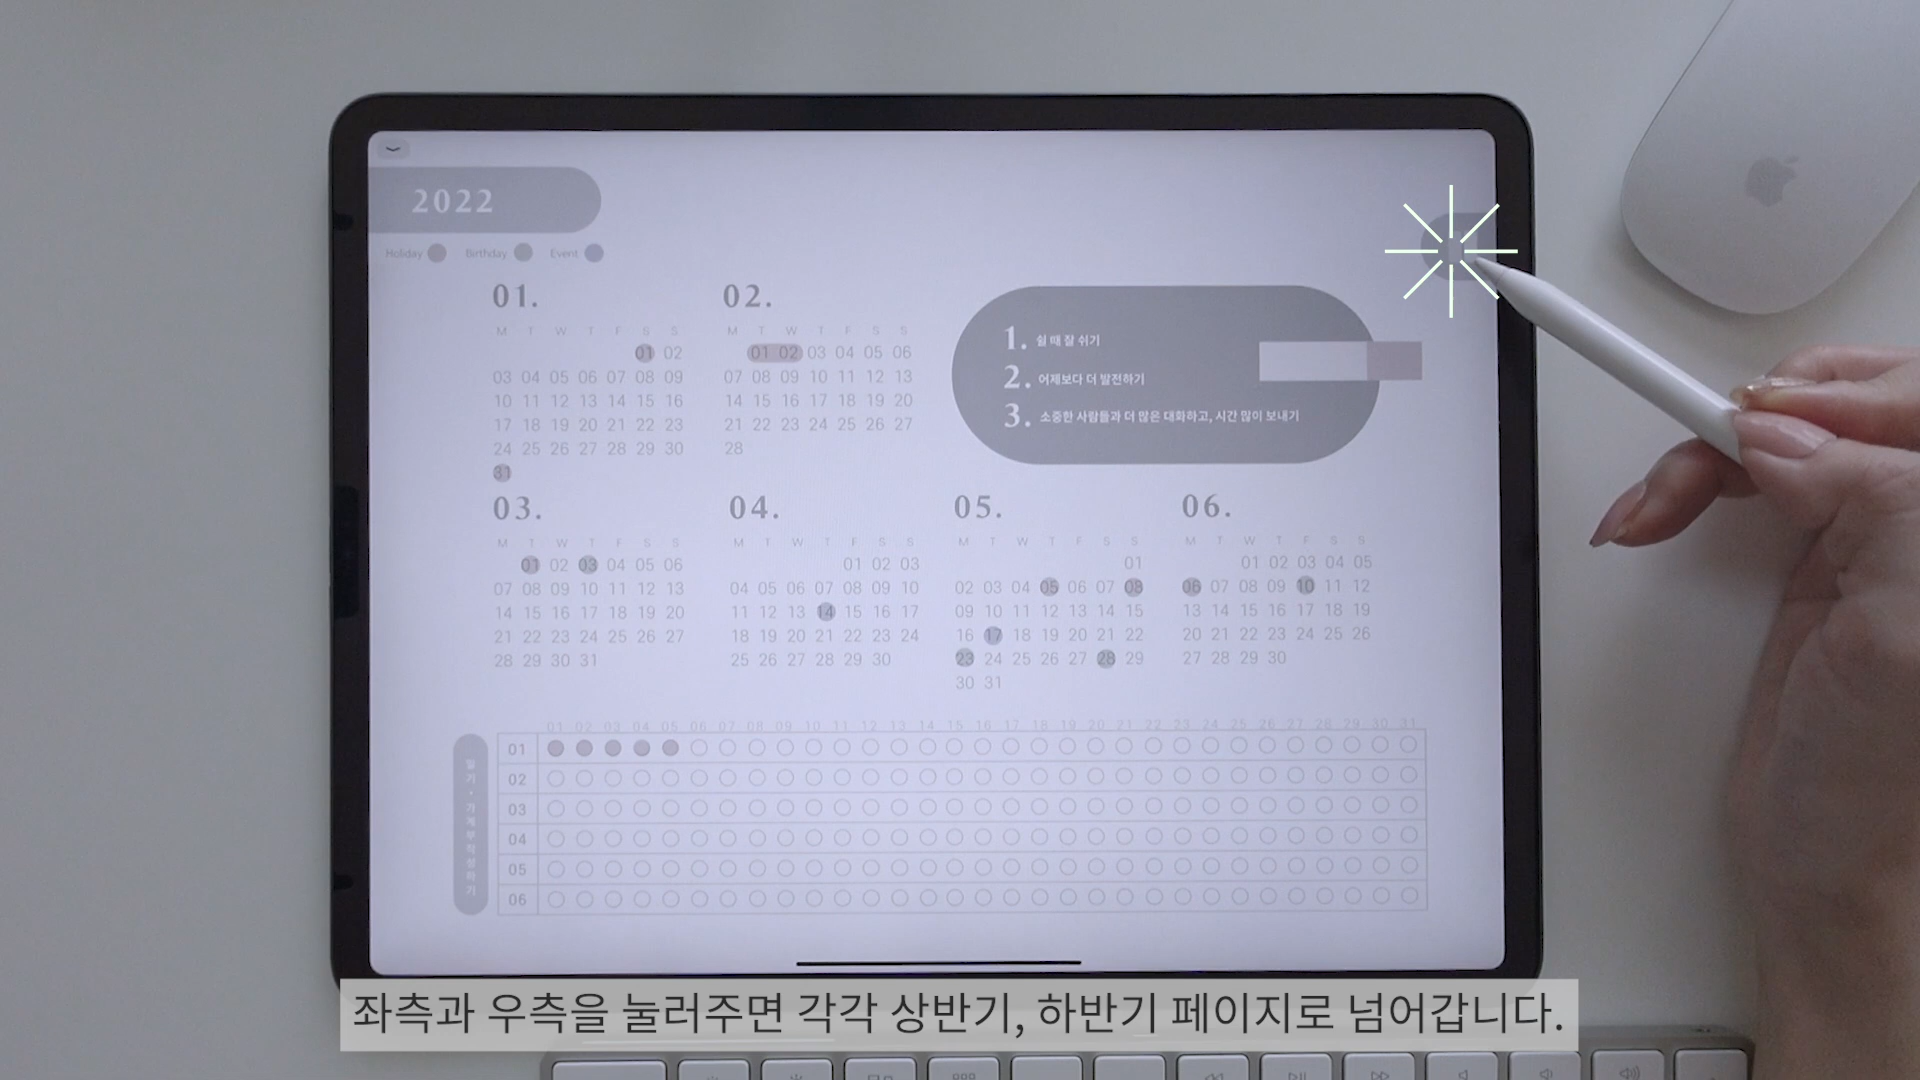 2022
Holiday Birthday Event
01.
M T W T F S S
01 02
03 04 05 06 07 08 09
10 11 12 13 14 15 16
17 18 19 20 21 22 23
24 25 26 27 28 29 30
31
02.
M T W T F S S
01 02 03 04 05 06
07 08 09 10 11 12 13
14 15 16 17 18 19 20
21 22 23 24 25 26 27
28
1. 쉴 때 잘 쉬기
2. 어제보다 더 발전하기
3. 소중한 사람들과 더 많은 대화하고, 시간 많이 보내기
03.
M T W T F S S
01 02 03 04 05 06
07 08 09 10 11 12 13
14 15 16 17 18 19 20
21 22 23 24 25 26 27
28 29 30 31
04.
M T W T F S S
01 02 03
04 05 06 07 08 09 10
11 12 13 14 15 16 17
18 19 20 21 22 23 24
25 26 27 28 29 30
05.
M T W T F S S
01
02 03 04 05 06 07 08
09 10 11 12 13 14 15
16 17 18 19 20 21 22
23 24 25 26 27 28 29
30 31
06.
M T W T F S S
01 02 03 04 05
06 07 08 09 10 11 12
13 14 15 16 17 18 19
20 21 22 23 24 25 26
27 28 29 30
01 02 03 04 05 06 07 08 09 10 11 12 13 14 15 16 17 18 19 20 21 22 23 24 25 26 27 28 29 30 31
일기・가계부작성하기
01
02
03
04
05
06
좌측과 우측을 눌러주면 각각 상반기, 하반기 페이지로 넘어갑니다.